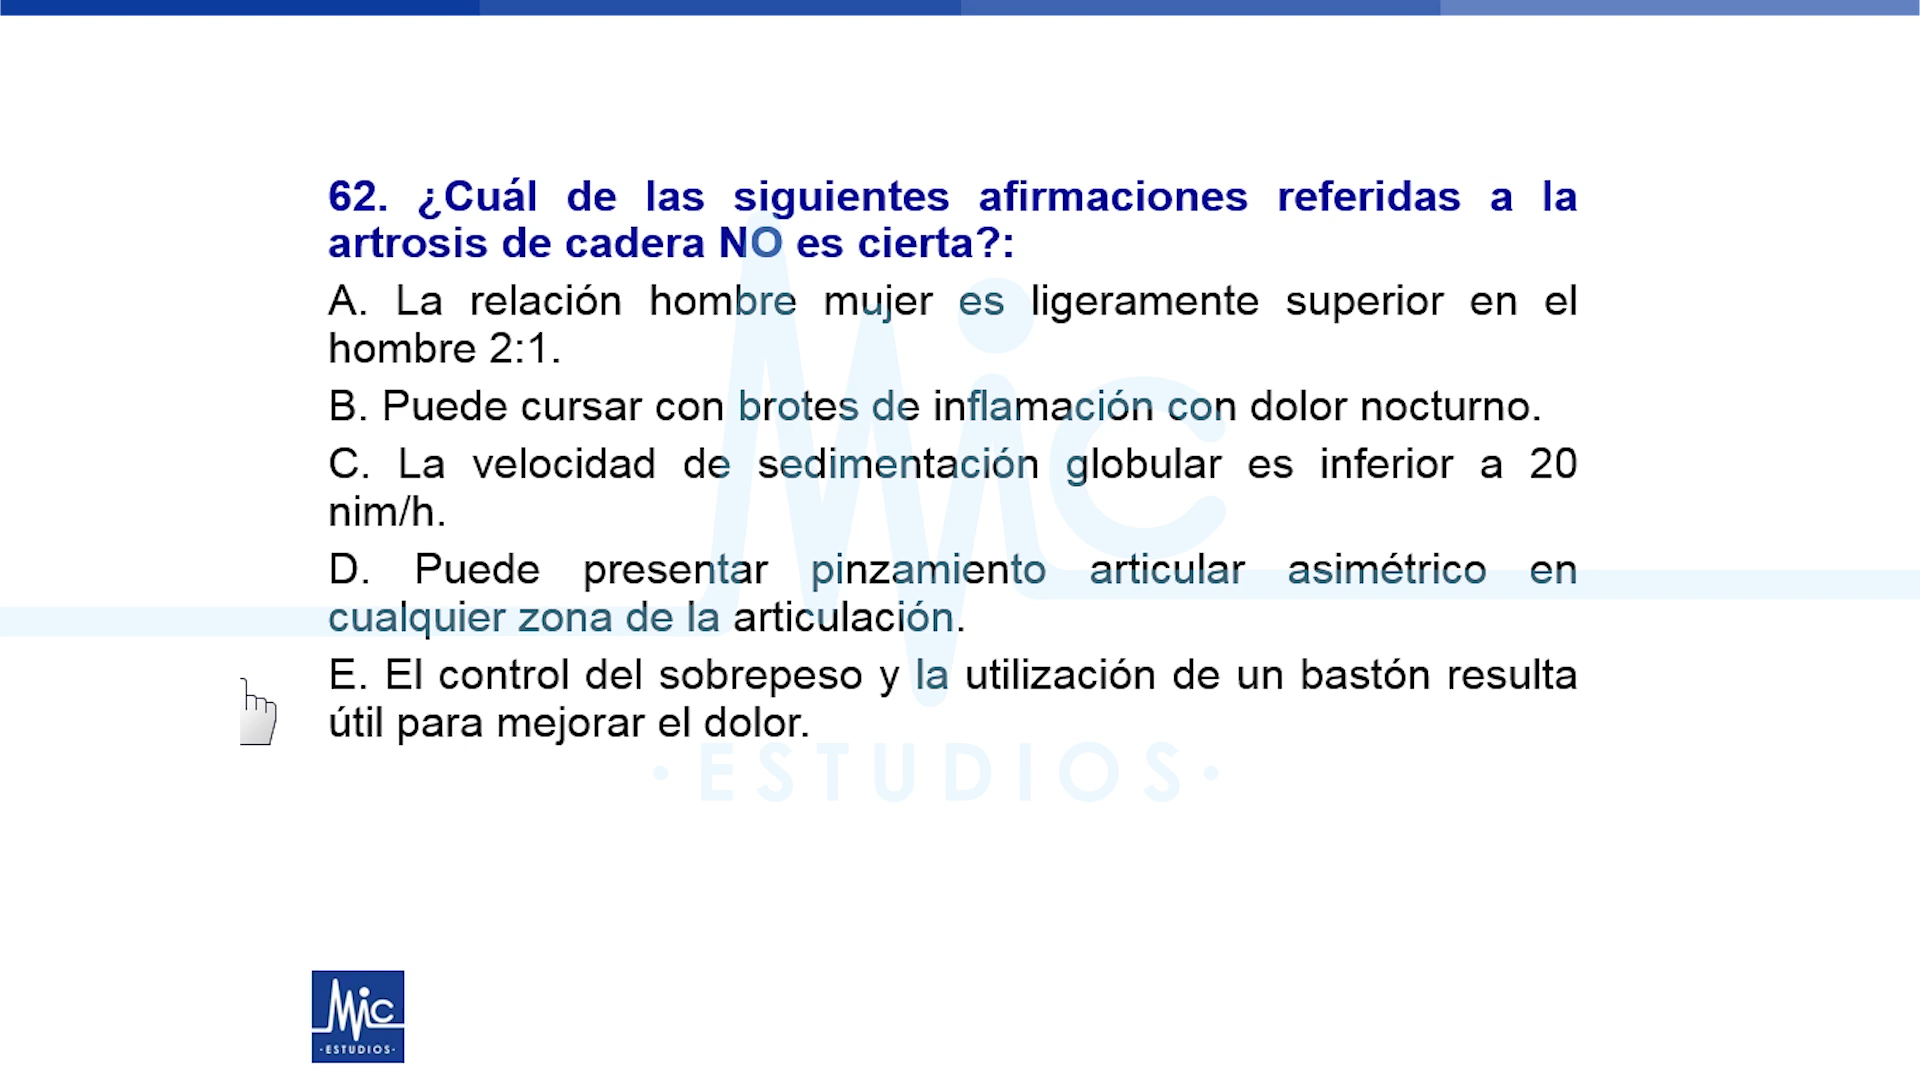 62. ¿Cuál de las siguientes afirmaciones referidas a la
artrosis de cadera NO es cierta?:
A. La relación hombre mujer es ligeramente superior en el
hombre 2:1.
B. Puede cursar con brotes de inflamación con dolor nocturno.
C. La velocidad de sedimentación globular es inferior a 20
nim/h.
D. Puede presentar pinzamiento articular asimétrico en
cualquier zona de la articulación.
E. El control del sobrepeso y la utilización de un bastón resulta
útil para mejorar el dolor.
Mic
·ESTUDIOS·
Mic
·ESTUDIOS·